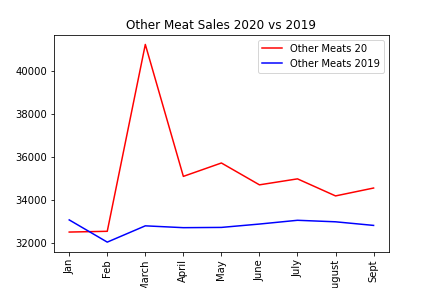 Other Meat Sales 2020 vs 2019
Other Meats 20
Other Meats 2019
40000
38000
36000
34000
32000
Jan
Feb
March
April
May
June
July
ugust
Sept